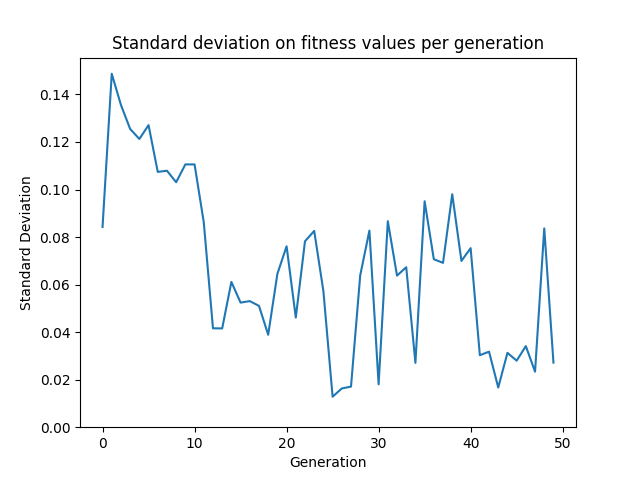 Standard deviation on fitness values per generation
Standard Deviation
0.14
0.12
0.10
0.08
0.06
0.04
0.02
0.00
0 10 20 30 40 50
Generation